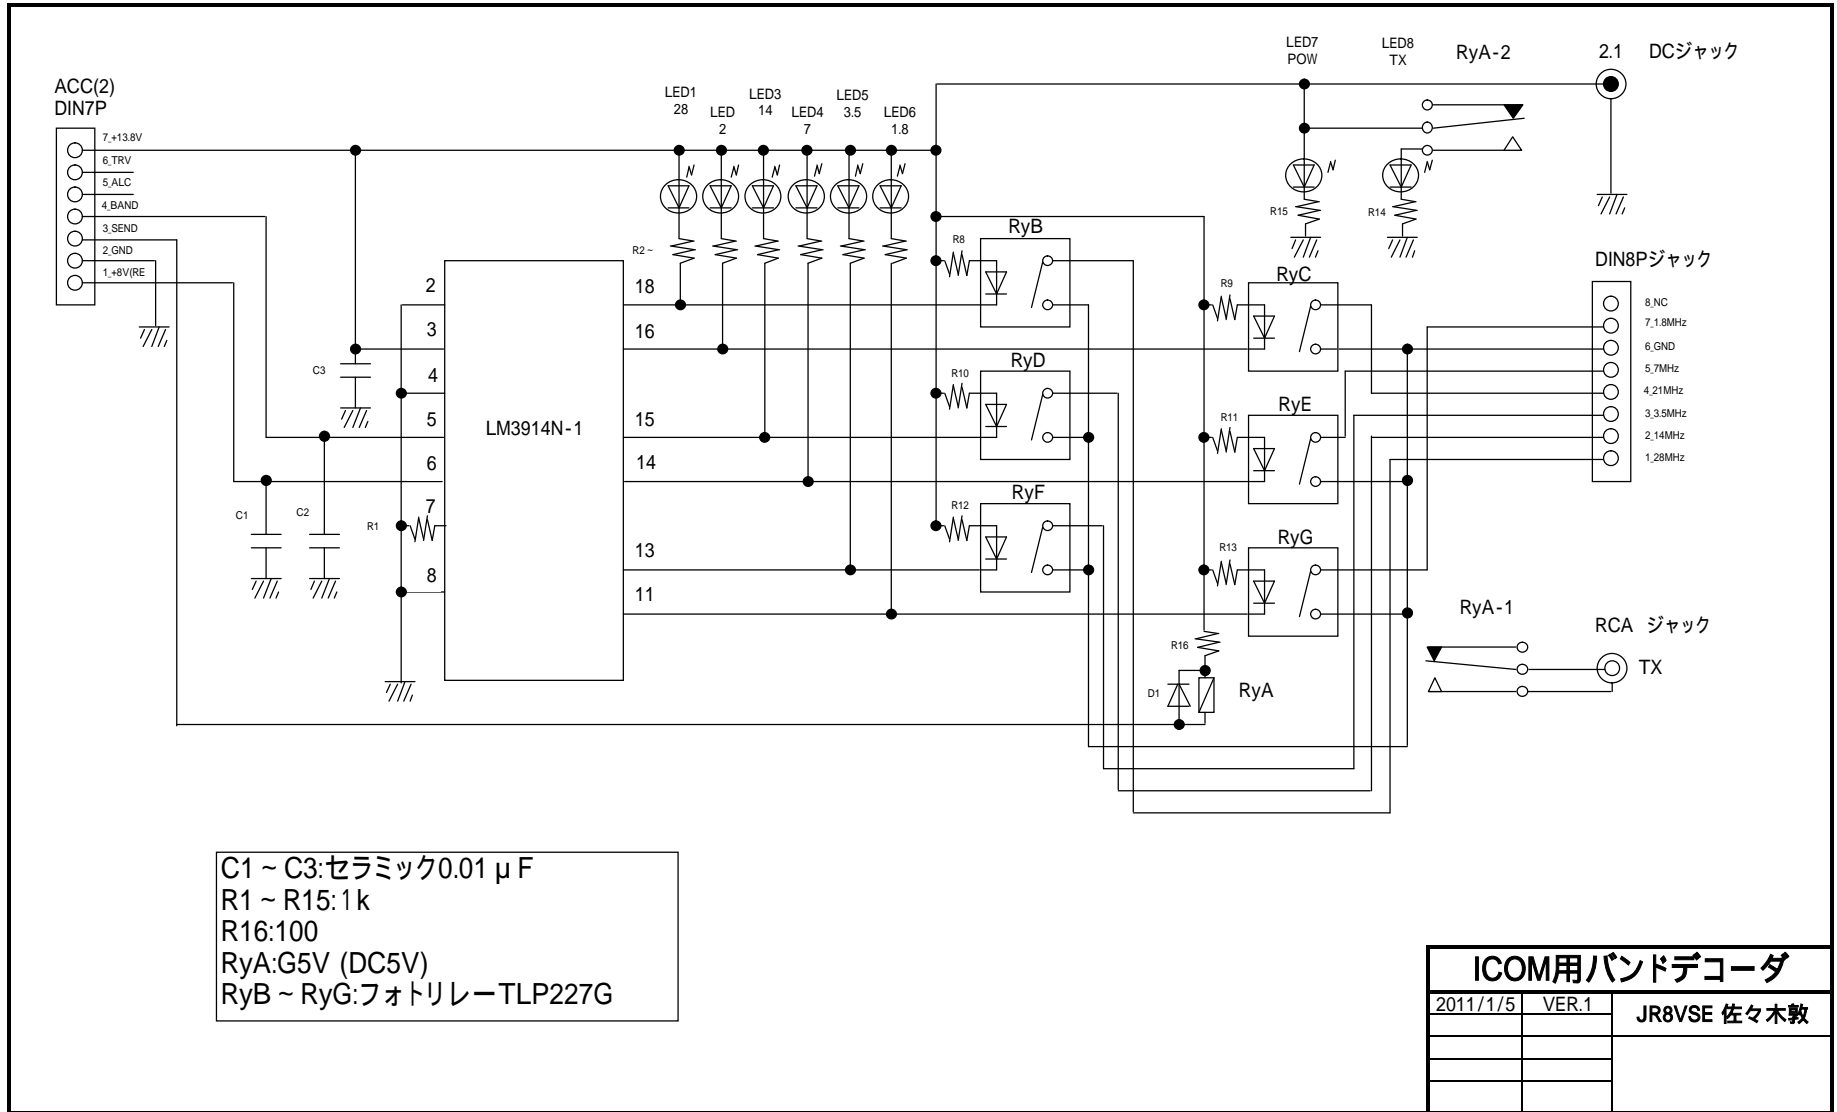 ACC(2)
DIN7P
7_+13.8V
6_TRV
5_ALC
4_BAND
3_SEND
2_GND
1_+8V(RE
LED1
28
LED
2
LED3
14
LED4
7
LED5
3.5
LED6
1.8
LED7
POW
LED8
TX
RyA-2
2.1 DCジャック
R15
R14
R2~
R8
RyB
R9
RyC
R10
RyD
R11
RyE
R12
RyF
R13
RyG
2
3
4
5
6
7
8
LM3914N-1
18
16
15
14
13
11
C3
C1
C2
R1
DIN8Pジャック
8_NC
7_1.8MHz
6_GND
5_7MHz
4_21MHz
3_3.5MHz
2_14MHz
1_28MHz
R16
D1
RyA
RyA-1
RCA ジャック
TX
C1 ~ C3:セラミック0.01 μ F
R1 ~ R15:1k
R16:100
RyA:G5V (DC5V)
RyB ~ RyG:フォトリレーTLP227G
ICOM用バンドデコーダ
2011/1/5 VER.1 JR8VSE 佐々木敦